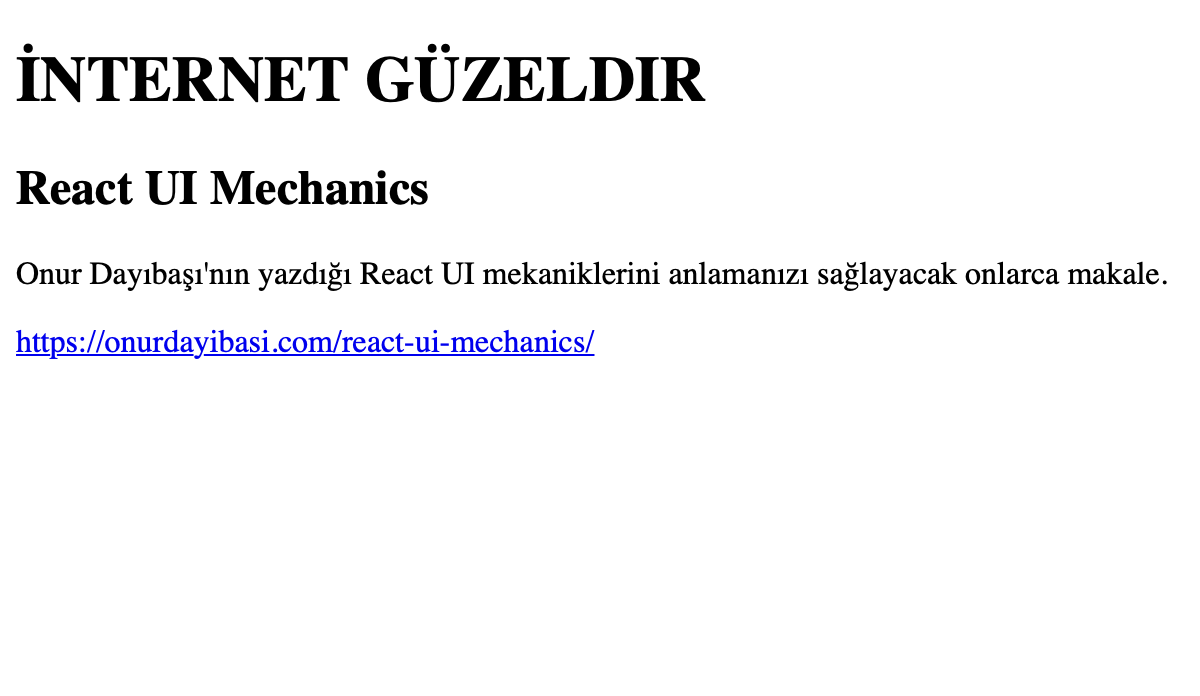 İNTERNET GÜZELDIR
React UI Mechanics
Onur Dayıbaşı'nın yazdığı React UI mekaniklerini anlamanızı sağlayacak onlarca makale.
https://onurdayibasi.com/react-ui-mechanics/